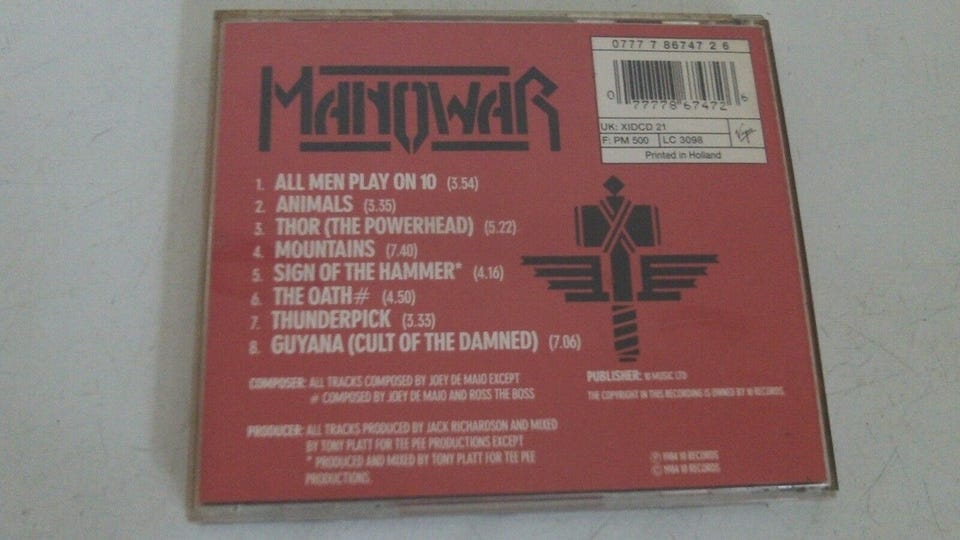 MANOWAR
0777 7 86747 2 6
0 77778 67472 6
UK: XIDCD 21
F: PM 500 LC 3098
Virgin
Printed in Holland
1. ALL MEN PLAY ON 10 (3.54)
2. ANIMALS (3.35)
3. THOR (THE POWERHEAD) (5.22)
4. MOUNTAINS (7.40)
5. SIGN OF THE HAMMER* (4.16)
6. THE OATH# (4.50)
7. THUNDERPICK (3.33)
8. GUYANA (CULT OF THE DAMNED) (7.06)
COMPOSER: ALL TRACKS COMPOSED BY JOEY DE MAIO EXCEPT
# COMPOSED BY JOEY DE MAIO AND ROSS THE BOSS
PRODUCER: ALL TRACKS PRODUCED BY JACK RICHARDSON AND MIXED
BY TONY PLATT FOR TEE PEE PRODUCTIONS EXCEPT
* PRODUCED AND MIXED BY TONY PLATT FOR TEE PEE
PRODUCTIONS.
PUBLISHER: 10 MUSIC LTD
THE COPYRIGHT IN THIS RECORDING IS OWNED BY 10 RECORDS.
℗ 1984 10 RECORDS
© 1984 10 RECORDS